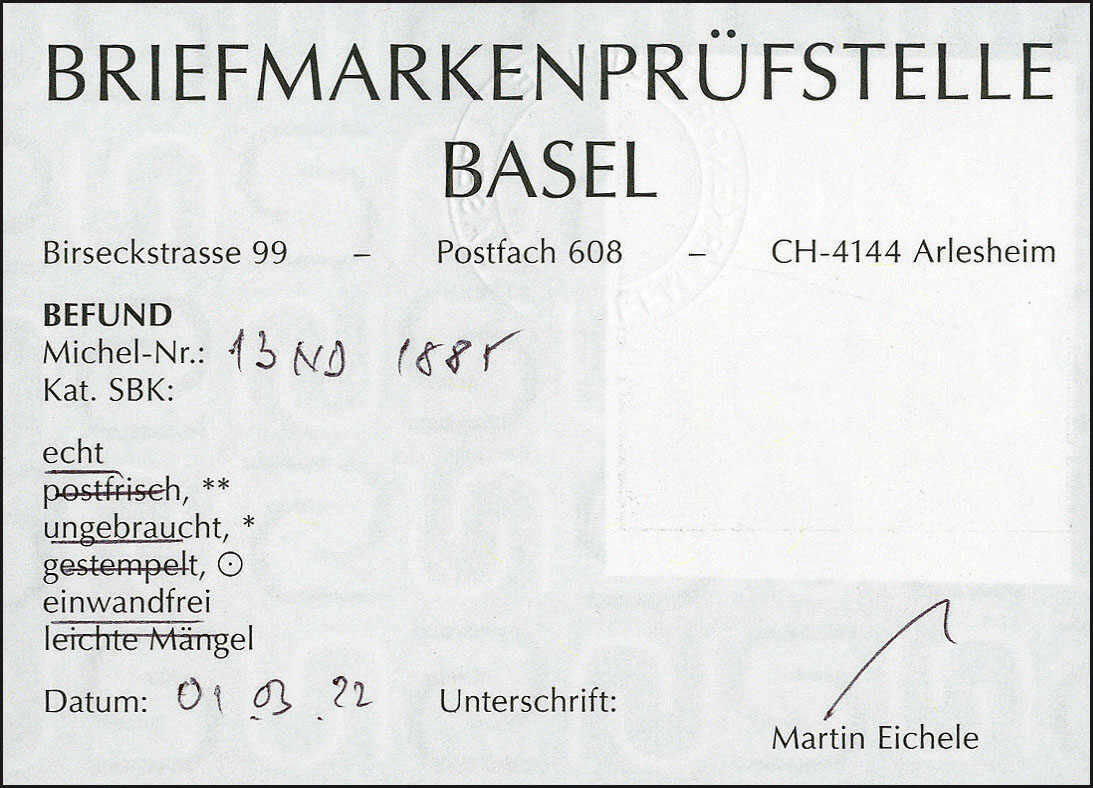 BRIEFMARKENPRÜFSTELLE
BASEL
Birseckstrasse 99 – Postfach 608 – CH-4144 Arlesheim
BEFUND
Michel-Nr.: 13 ND 1885
Kat. SBK:
echt
postfrisch, **
ungebraucht, *
gestempelt, ⊙
einwandfrei
leichte Mängel
Datum: 01.03.22 Unterschrift:
Martin Eichele